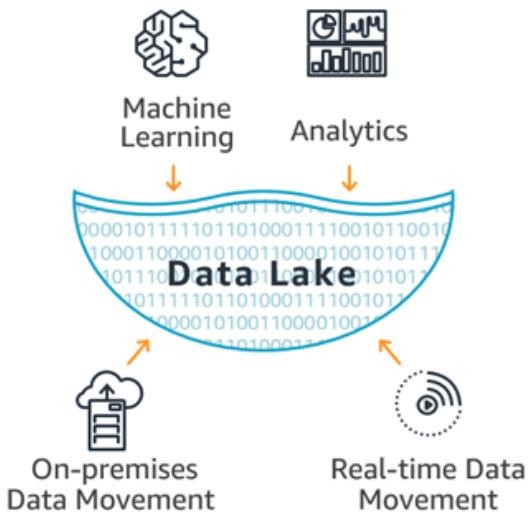 Machine
Learning
Analytics
Data Lake
On-premises
Data Movement
Real-time Data
Movement